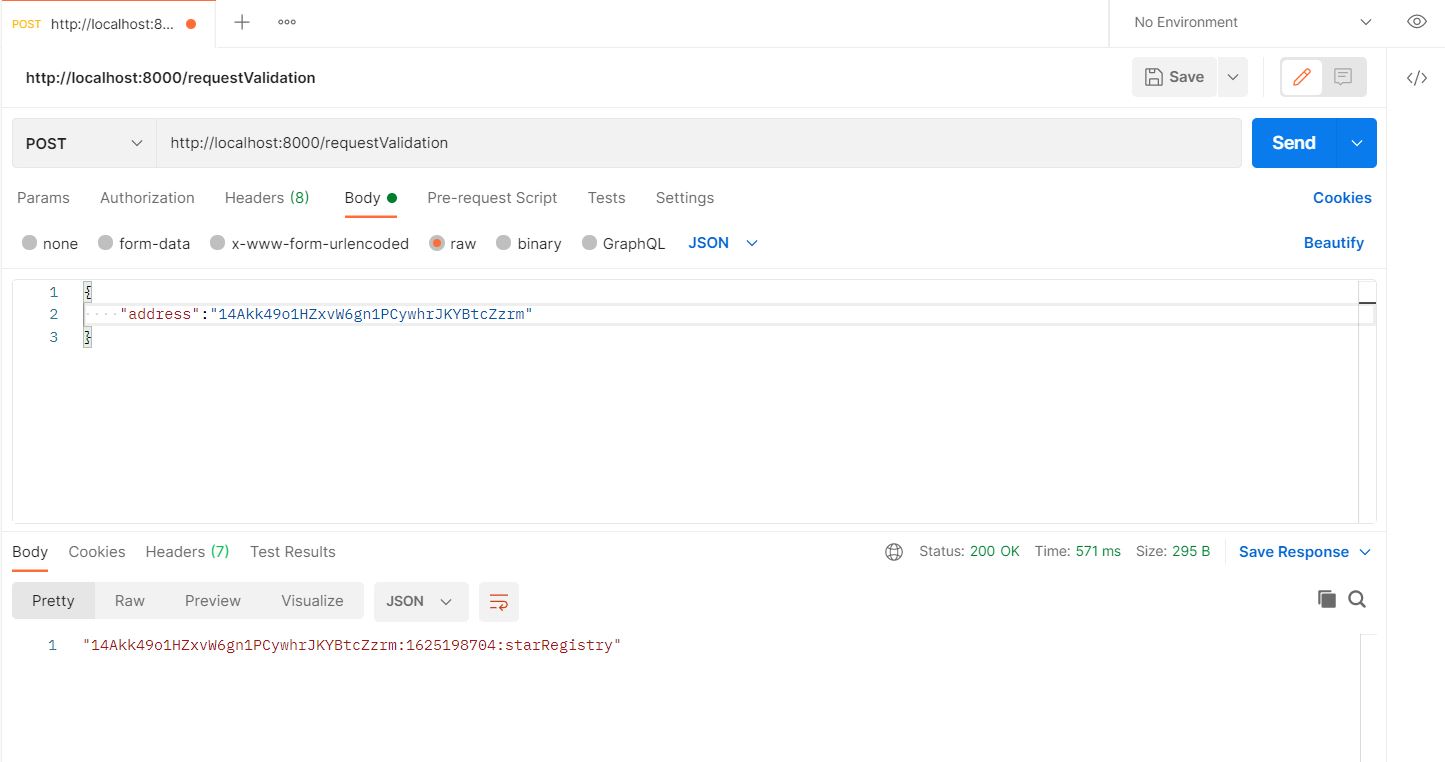 POST http://localhost:8... No Environment
http://localhost:8000/requestValidation Save
POST http://localhost:8000/requestValidation Send
Params Authorization Headers (8) Body Pre-request Script Tests Settings Cookies
none form-data x-www-form-urlencoded raw binary GraphQL JSON Beautify
1 {
2 "address":"14Akk49o1HZxvW6gn1PCywhrJKYBtcZzrm"
3 }
Body Cookies Headers (7) Test Results Status: 200 OK Time: 571 ms Size: 295 B Save Response
Pretty Raw Preview Visualize JSON
1 "14Akk49o1HZxvW6gn1PCywhrJKYBtcZzrm:1625198704:starRegistry"